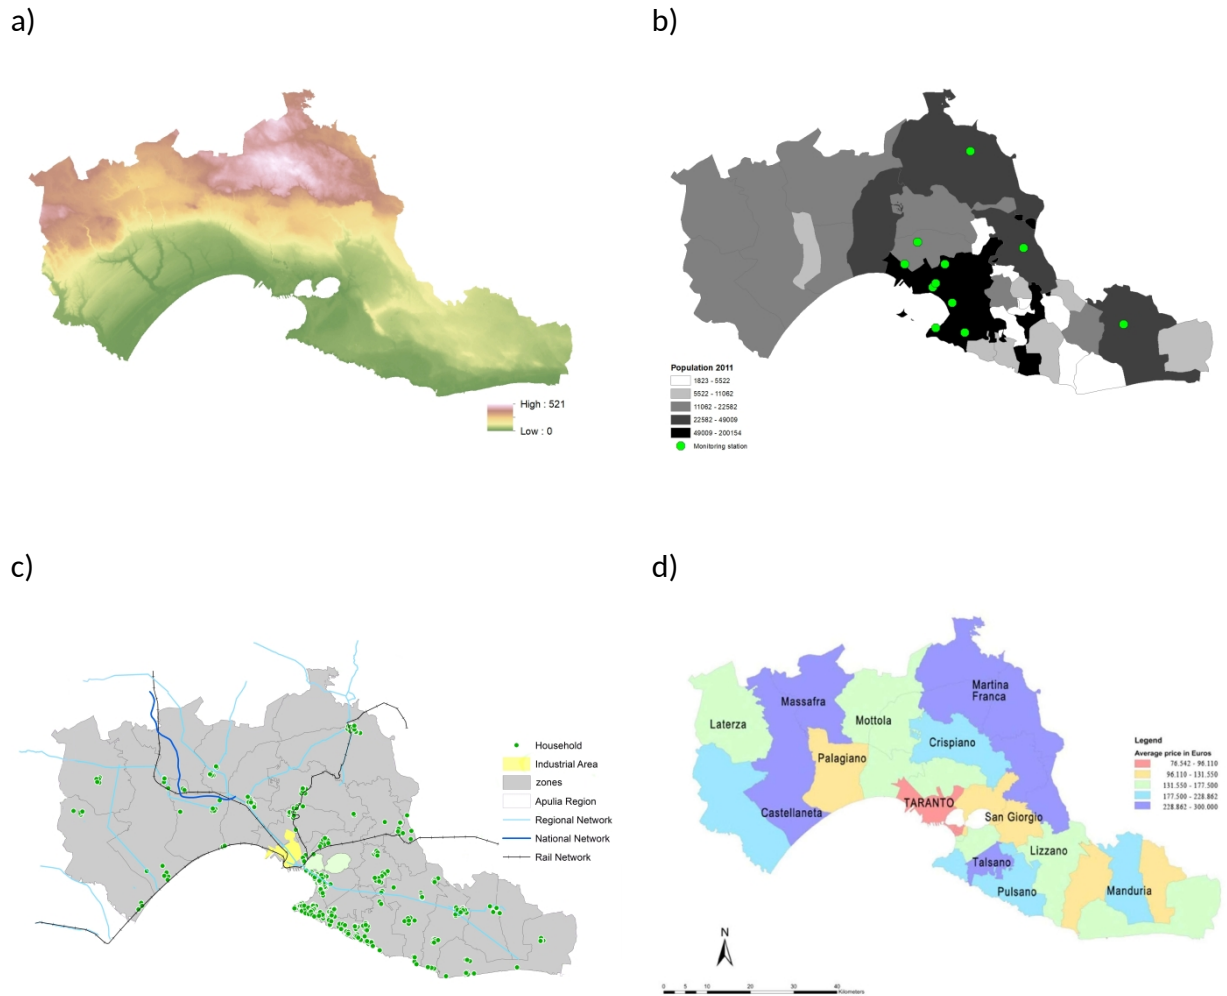 a)
b)
High : 521
Low : 0
Population 2011
1823 - 5522
5522 - 11062
11062 - 22582
22582 - 49009
49009 - 200154
Monitoring station
c)
d)
Household
Industrial Area
zones
Apulia Region
Regional Network
National Network
Rail Network
Martina
Franca
Massafra
Laterza
Mottola
Crispiano
Palagiano
TARANTO
Castellaneta
San Giorgio
Lizzano
Talsano
Pulsano
Manduria
Legend
Average price in Euros
76.542 - 96.110
96.110 - 131.550
131.550 - 177.500
177.500 - 228.862
228.862 - 300.000
N
0 5 10 20 30 40
Kilometers